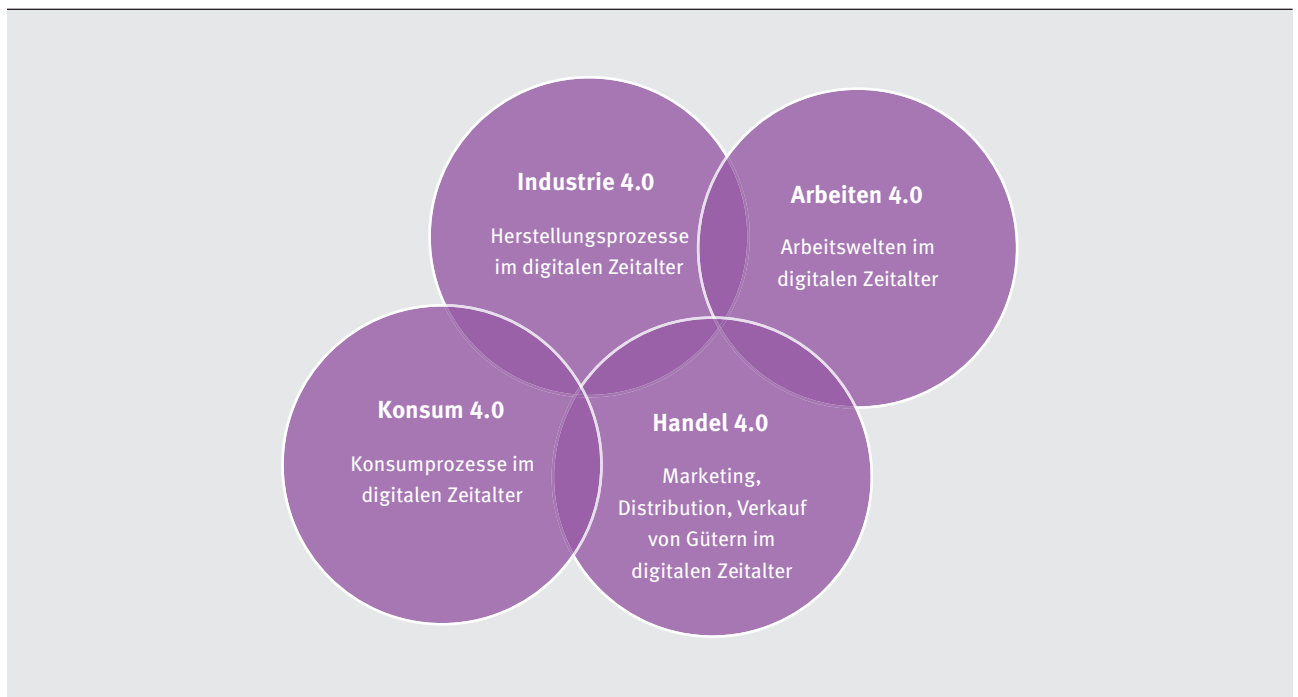 Industrie 4.0
Herstellungsprozesse
im digitalen Zeitalter
Arbeiten 4.0
Arbeitswelten im
digitalen Zeitalter
Konsum 4.0
Konsumprozesse im
digitalen Zeitalter
Handel 4.0
Marketing,
Distribution, Verkauf
von Gütern im
digitalen Zeitalter